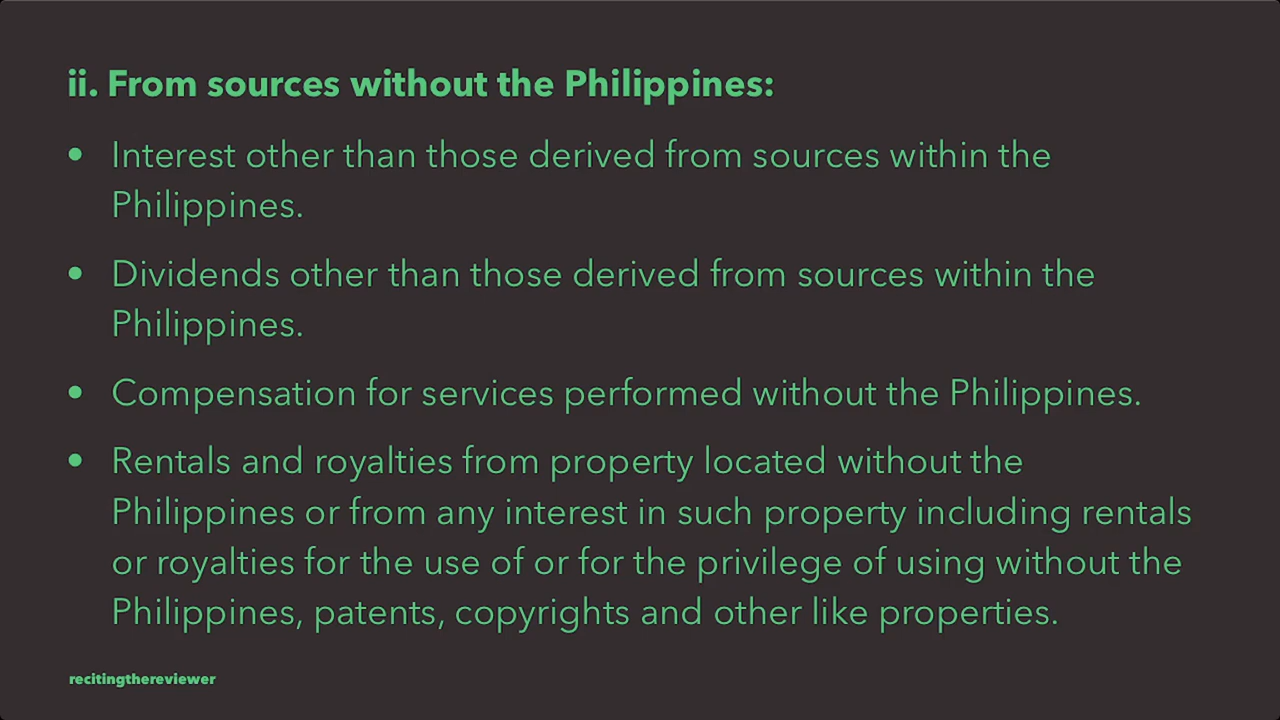 ii. From sources without the Philippines:
• Interest other than those derived from sources within the
Philippines.
• Dividends other than those derived from sources within the
Philippines.
• Compensation for services performed without the Philippines.
• Rentals and royalties from property located without the
Philippines or from any interest in such property including rentals
or royalties for the use of or for the privilege of using without the
Philippines, patents, copyrights and other like properties.
recitingthereviewer